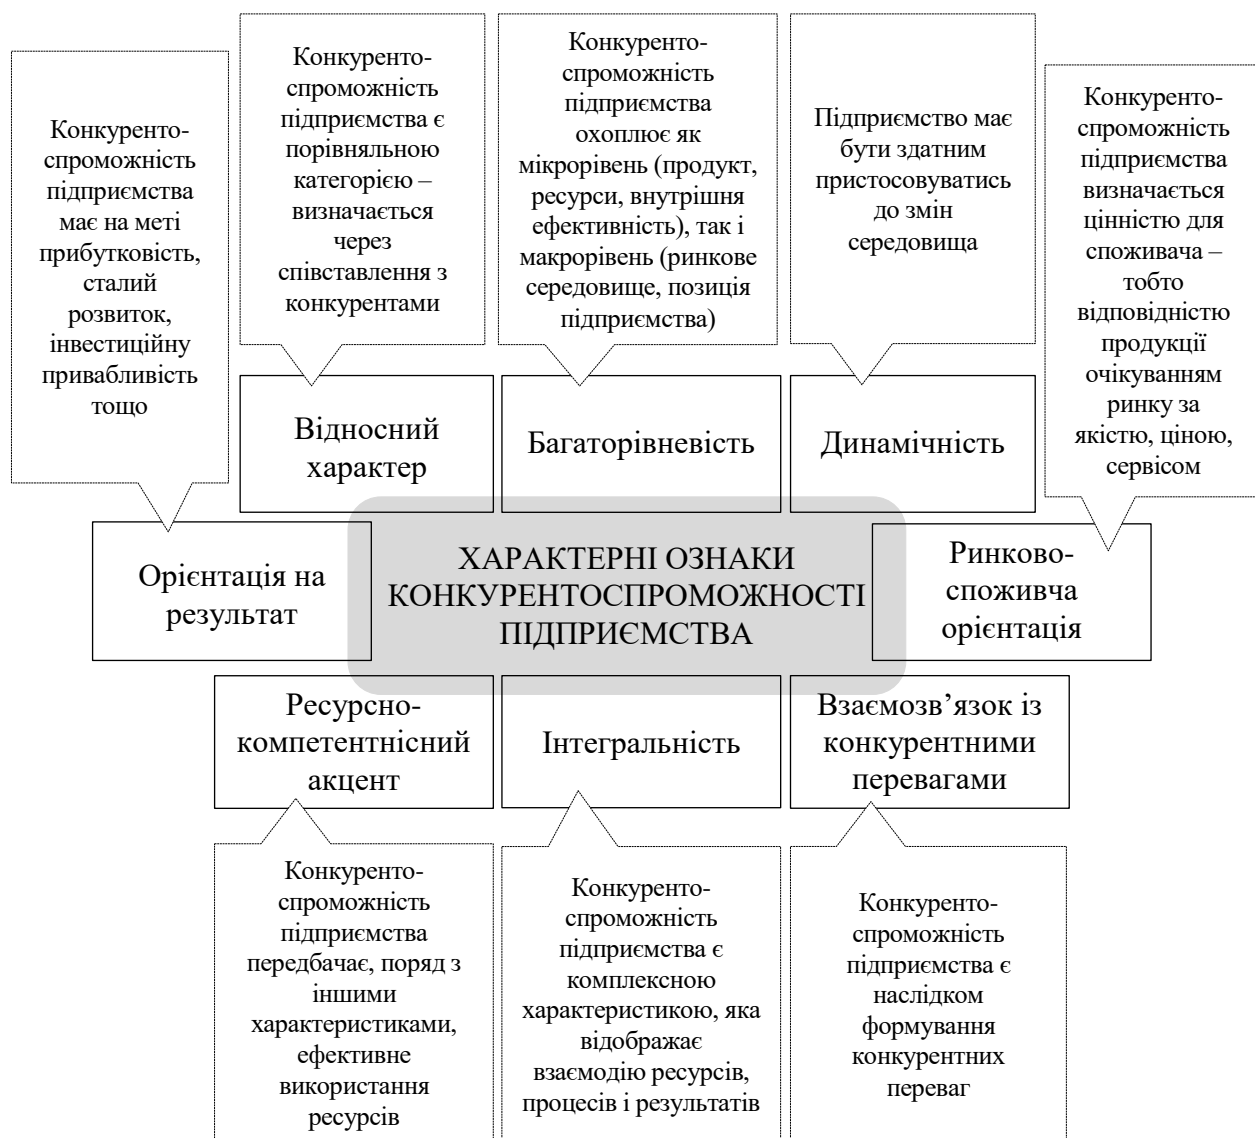 Конкуренто-
спроможність
підприємства
має на меті
прибутковість,
сталий
розвиток,
інвестиційну
привабливість
тощо
Конкуренто-
спроможність
підприємства є
порівняльною
категорією –
визначається
через
співставлення з
конкурентами
Конкуренто-
спроможність
підприємства
охоплює як
мікрорівень (продукт,
ресурси, внутрішня
ефективність), так і
макрорівень (ринкове
середовище, позиція
підприємства)
Підприємство має
бути здатним
пристосовуватись
до змін
середовища
Конкуренто-
спроможність
підприємства
визначається
цінністю для
споживача –
тобто
відповідністю
продукції
очікуванням
ринку за
якістю, ціною,
сервісом
Відносний
характер
Багаторівневість
Динамічність
Орієнтація на
результат
ХАРАКТЕРНІ ОЗНАКИ
КОНКУРЕНТОСПРОМОЖНОСТІ
ПІДПРИЄМСТВА
Ринково-
споживча
орієнтація
Ресурсно-
компетентнісний
акцент
Інтегральність
Взаємозв’язок із
конкурентними
перевагами
Конкуренто-
спроможність
підприємства
передбачає, поряд з
іншими
характеристиками,
ефективне
використання
ресурсів
Конкуренто-
спроможність
підприємства є
комплексною
характеристикою, яка
відображає
взаємодію ресурсів,
процесів і результатів
Конкуренто-
спроможність
підприємства є
наслідком
формування
конкурентних
переваг